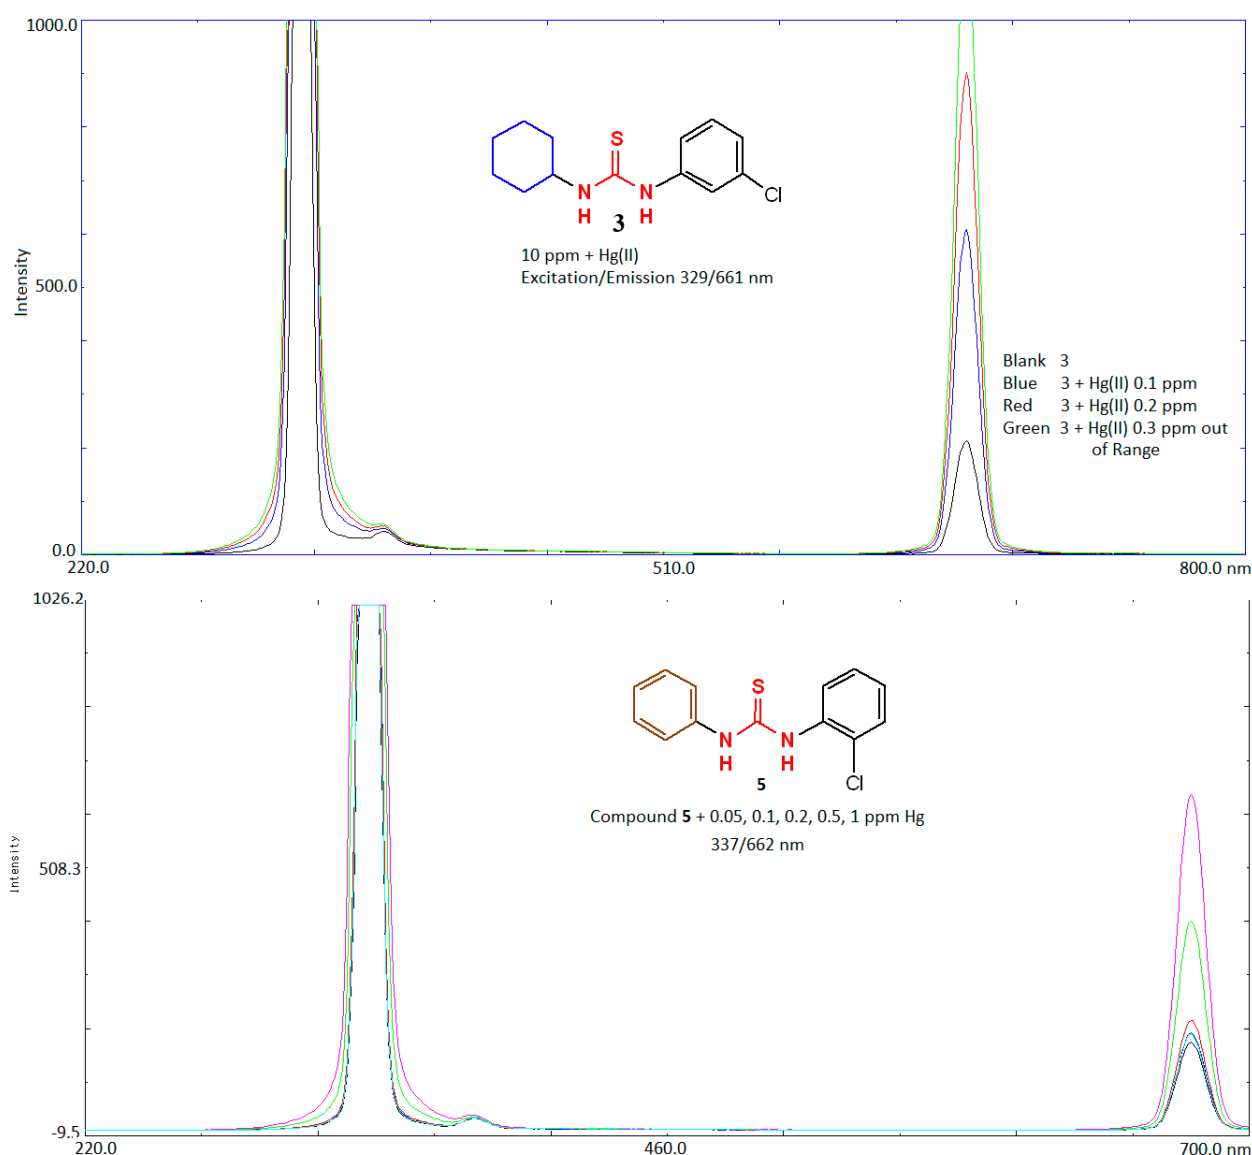 1000.0
S
N
H
N
H
Cl
3
10 ppm + Hg(II)
Excitation/Emission 329/661 nm
500.0
Intensity
Blank 3
Blue 3 + Hg(II) 0.1 ppm
Red 3 + Hg(II) 0.2 ppm
Green 3 + Hg(II) 0.3 ppm out
of Range
0.0
220.0
510.0
800.0 nm
1026.2
S
N
H
N
H
5
Cl
Compound 5 + 0.05, 0.1, 0.2, 0.5, 1 ppm Hg
337/662 nm
508.3
Intensity
-9.5
220.0
460.0
700.0 nm